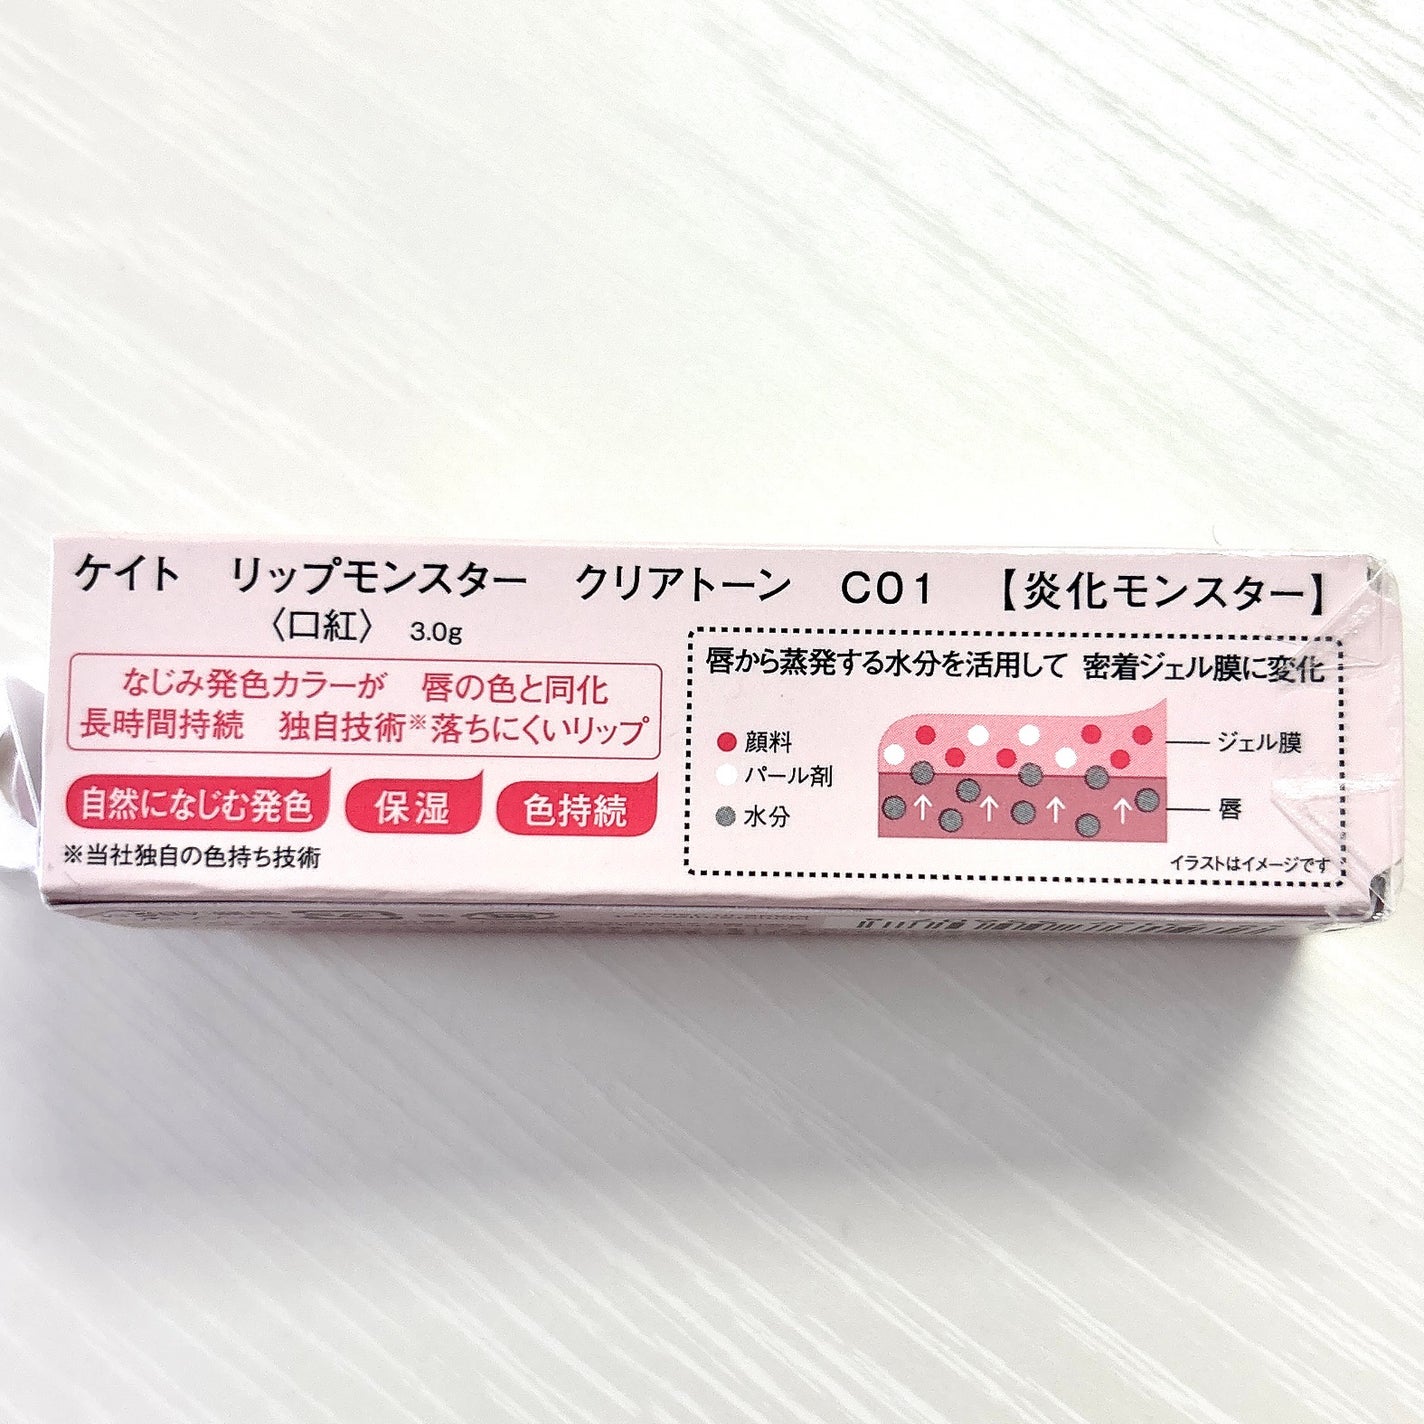 ケイト　リップモンスター　クリアトーン　C01　【炎化モンスター】
〈口紅〉 3.0g
なじみ発色カラーが　唇の色と同化
長時間持続　独自技術※落ちにくいリップ
自然になじむ発色
保湿
色持続
※当社独自の色持ち技術
唇から蒸発する水分を活用して 密着ジェル膜に変化
顔料
パール剤
水分
ジェル膜
唇
イラストはイメージです